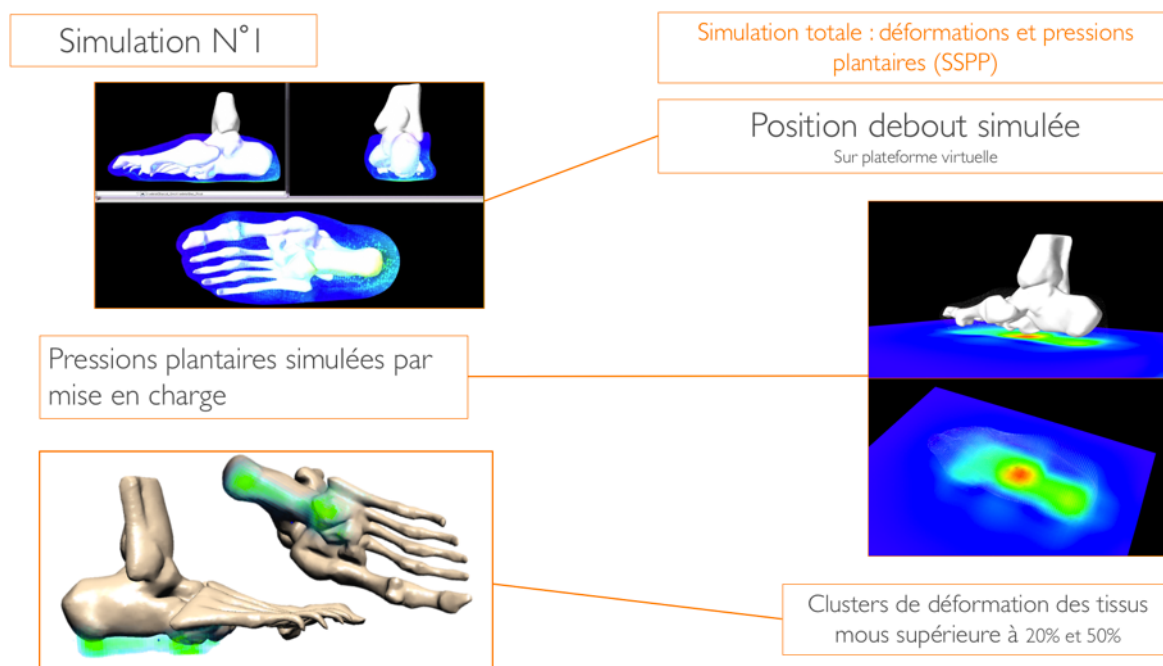 Simulation N°1
Simulation totale : déformations et pressions
plantaires (SSPP)
Position debout simulée
Sur plateforme virtuelle
Pressions plantaires simulées par
mise en charge
Clusters de déformation des tissus
mous supérieure à 20% et 50%